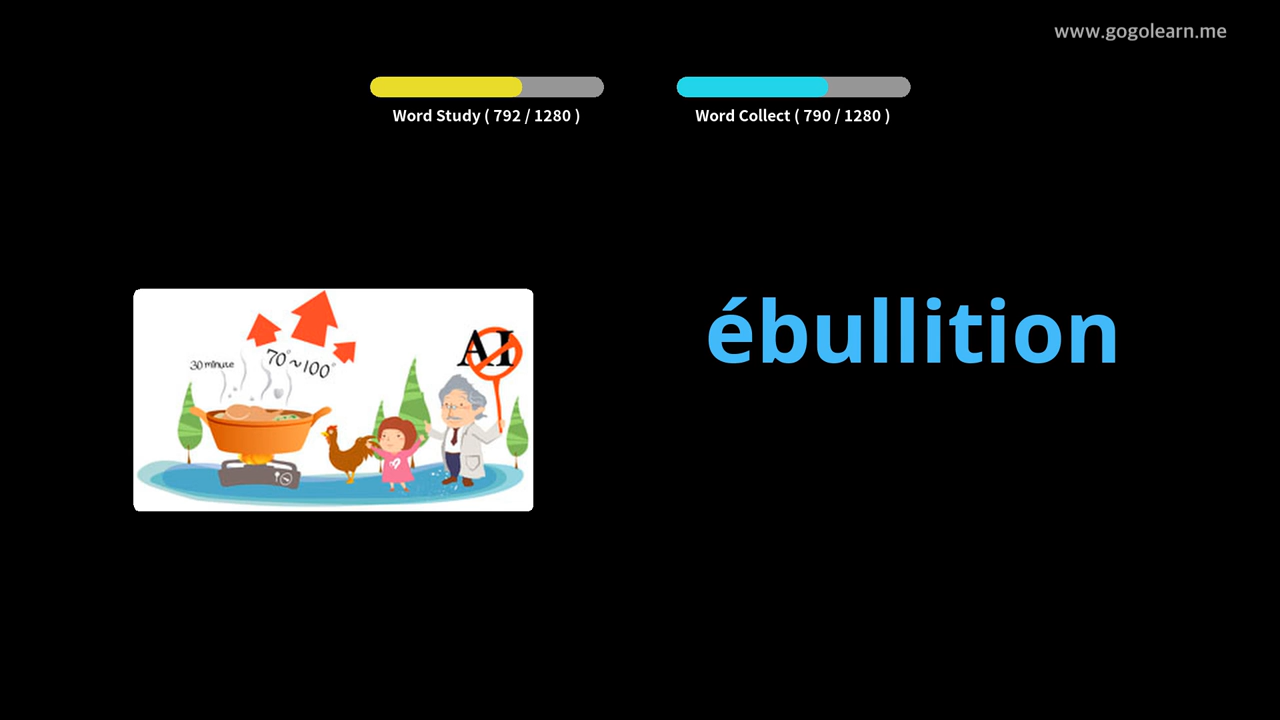 www.gogolearn.me
Word Study ( 792 / 1280 )
Word Collect ( 790 / 1280 )
ébullition
30 minute
70°~100°
AI